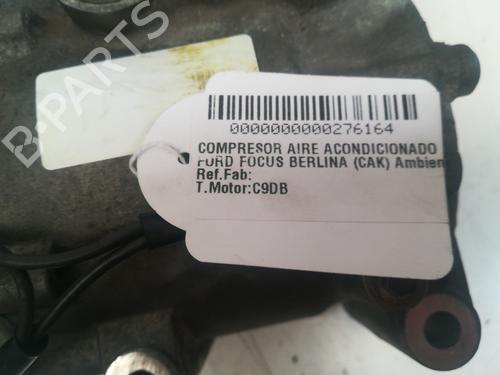 B-PARTS
0000000000276164
COMPRESOR AIRE ACONDICIONADO
FORD FOCUS BERLINA (CAK) Ambien
Ref.Fab:
T.Motor:C9DB